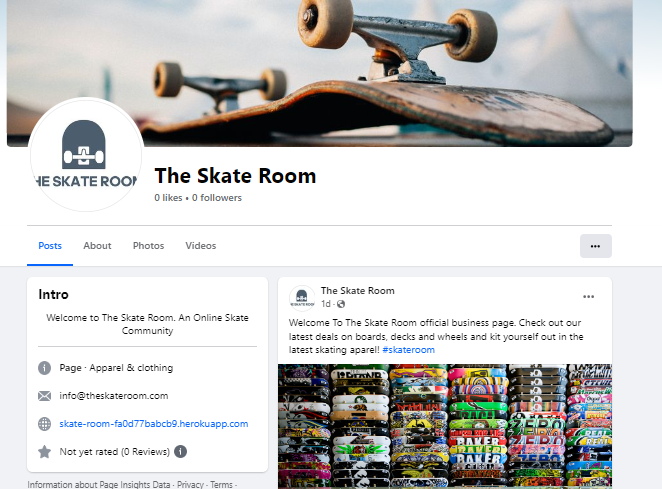 HE SKATE ROOM
The Skate Room
0 likes • 0 followers
Posts
About
Photos
Videos
Intro
Welcome to The Skate Room. An Online Skate
Community
Page · Apparel & clothing
info@theskateroom.com
skate-room-fa0d77babcb9.herokuapp.com
Not yet rated (0 Reviews)
Information about Page Insights Data · Privacy · Terms ·
The Skate Room
1d ·
Welcome To The Skate Room official business page. Check out our
latest deals on boards, decks and wheels and kit yourself out in the
latest skating aparel! #skateroom
BAKER
BAKER
BAKER
ZERO
ZERO
REAL